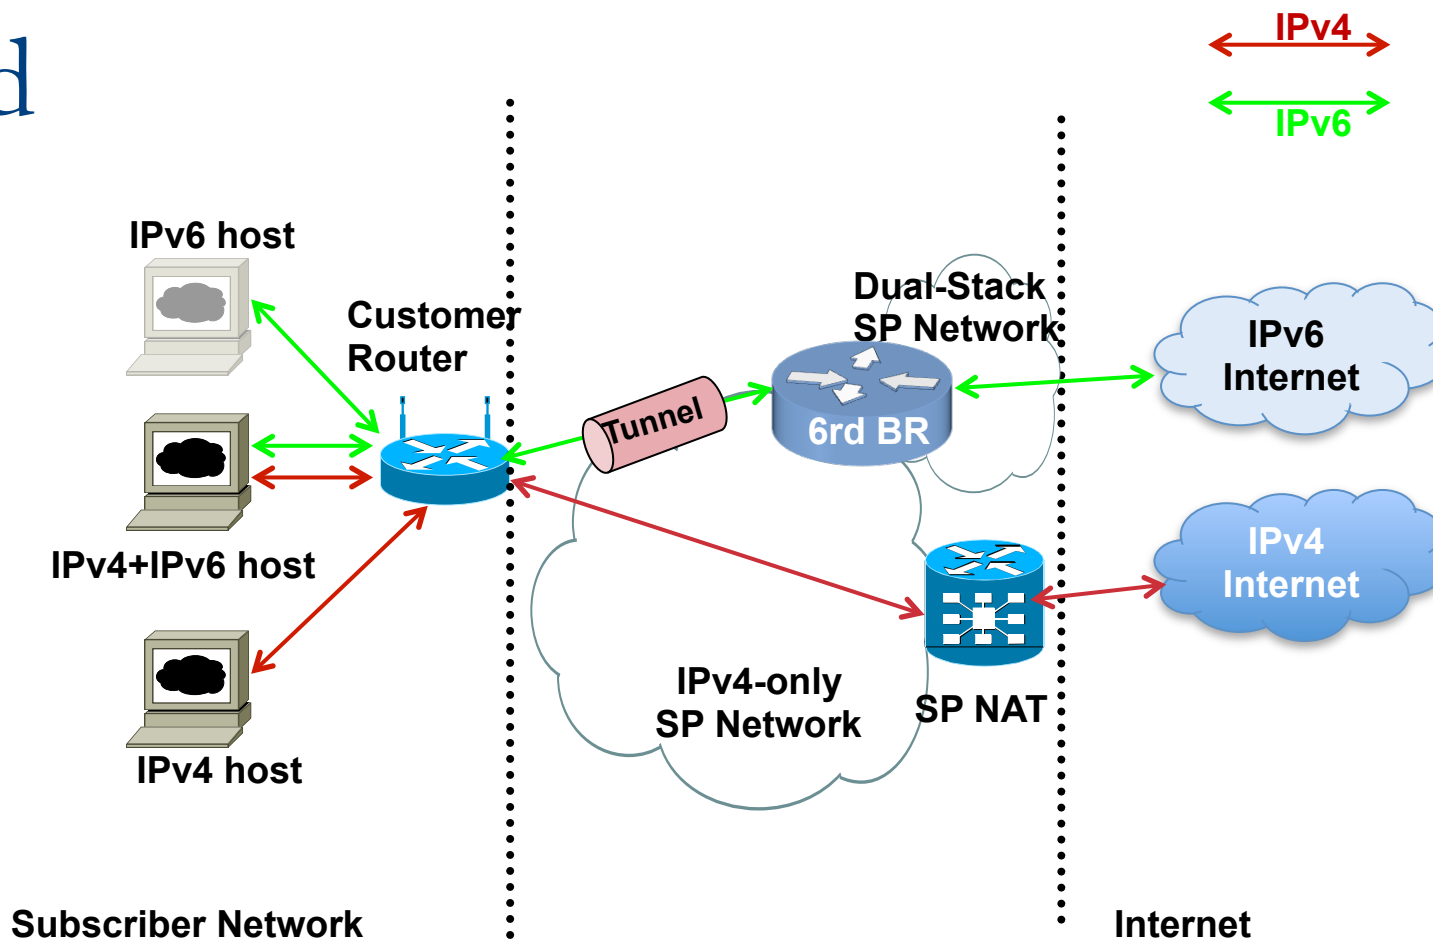 d
IPv4
IPv6
IPv6 host
Customer
Router
Dual-Stack
SP Network
IPv6
Internet
Tunnel
6rd BR
IPv4+IPv6 host
IPv4
Internet
IPv4-only
SP Network
SP NAT
IPv4 host
Subscriber Network
Internet